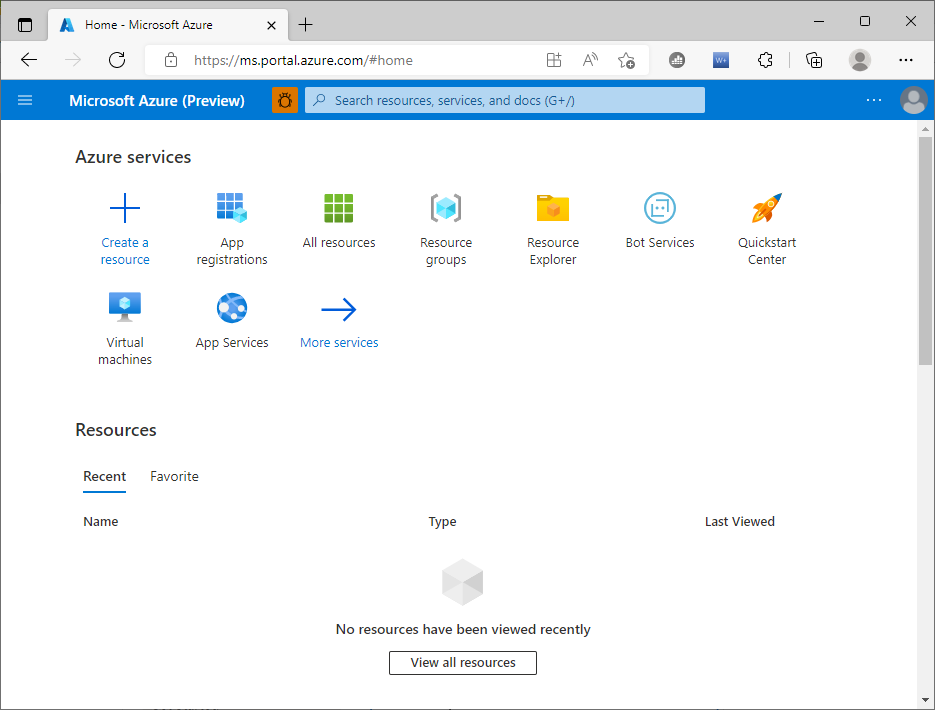 Home - Microsoft Azure
https://ms.portal.azure.com/#home
Microsoft Azure (Preview)
Search resources, services, and docs (G+/)
Azure services
Create a
resource
App
registrations
All resources
Resource
groups
Resource
Explorer
Bot Services
Quickstart
Center
Virtual
machines
App Services
More services
Resources
Recent
Favorite
Name
Type
Last Viewed
No resources have been viewed recently
View all resources